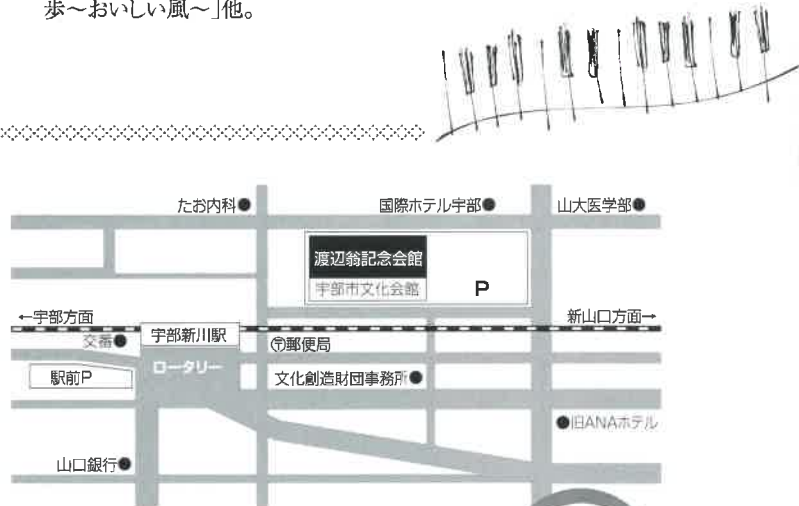 歩～おいしい風～」他。
たお内科●
国際ホテル宇部●
山大医学部●
渡辺翁記念会館
宇部市文化会館
P
←宇部方面
新山口方面→
交番●
宇部新川駅
〒郵便局
駅前P
ロータリー
文化創造財団事務所●
●旧ANAホテル
山口銀行●